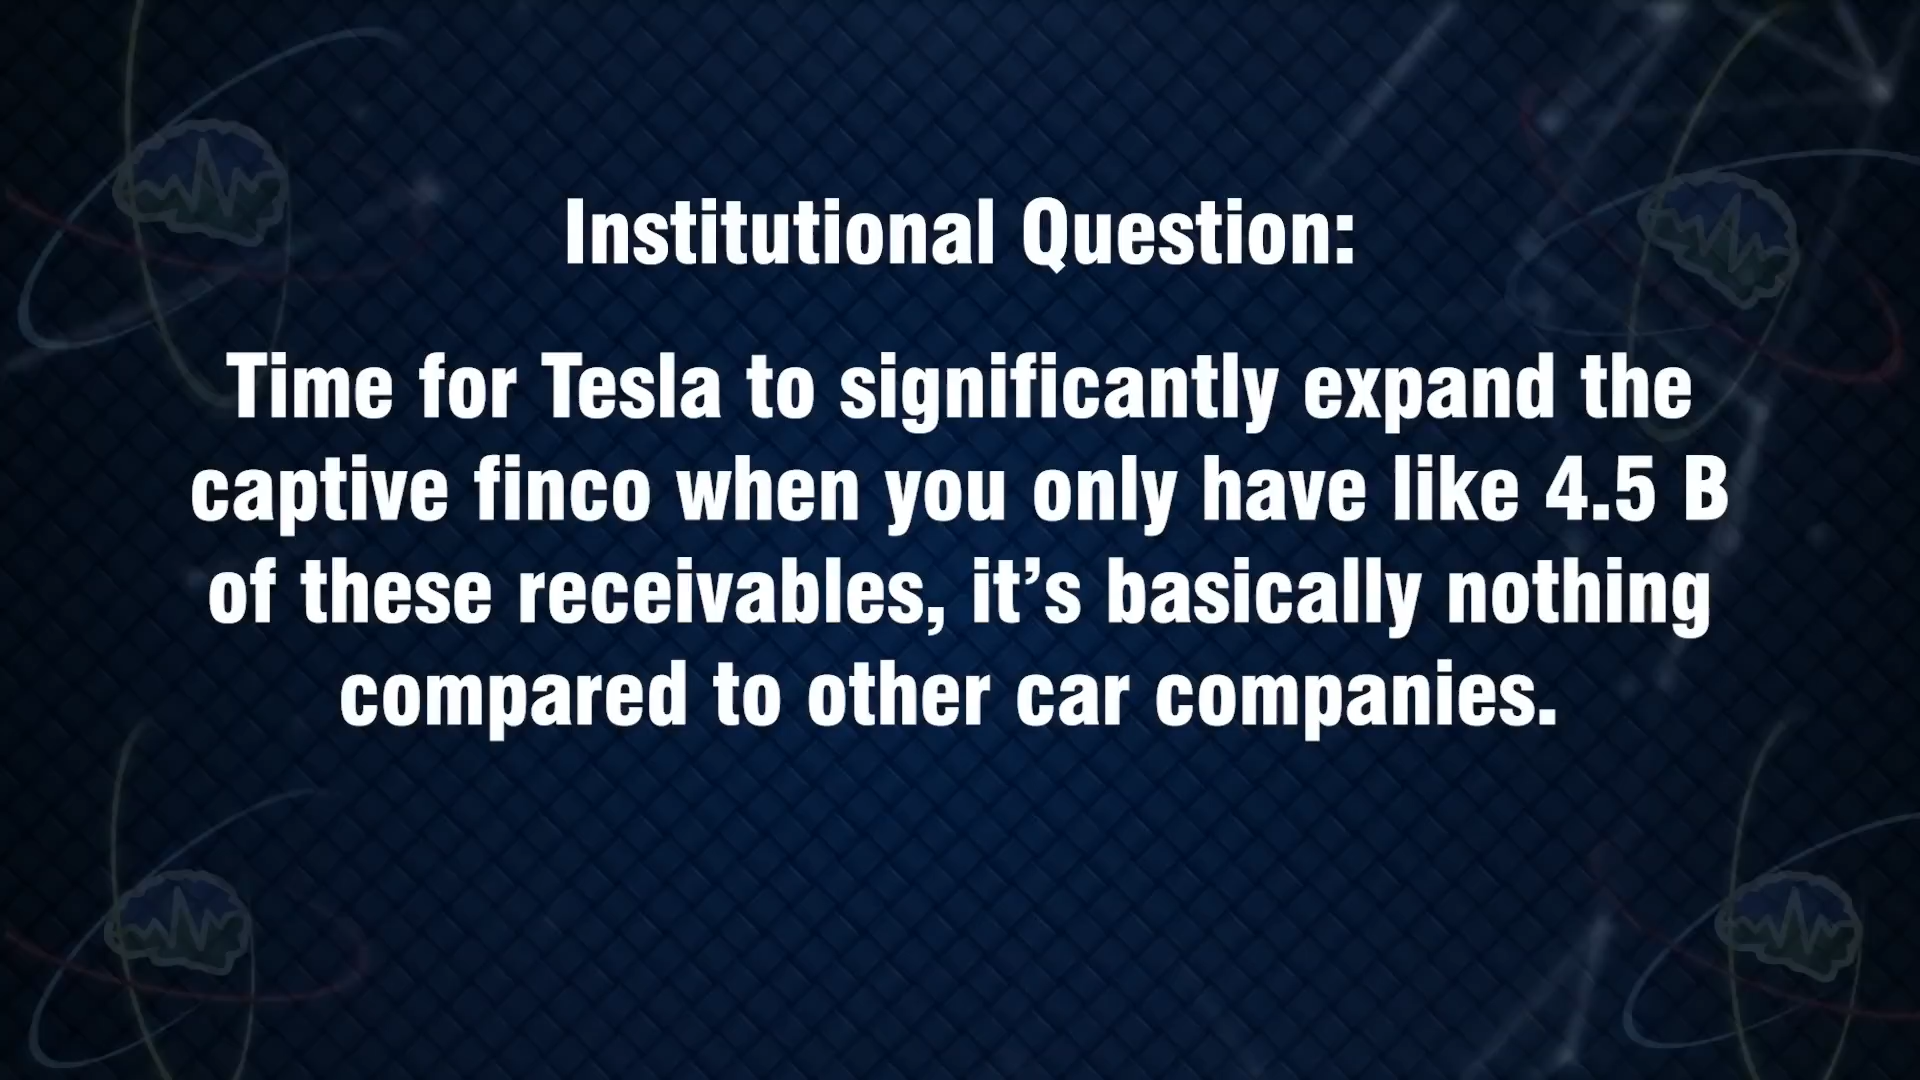 Institutional Question:
Time for Tesla to significantly expand the
captive finco when you only have like 4.5 B
of these receivables, it’s basically nothing
compared to other car companies.